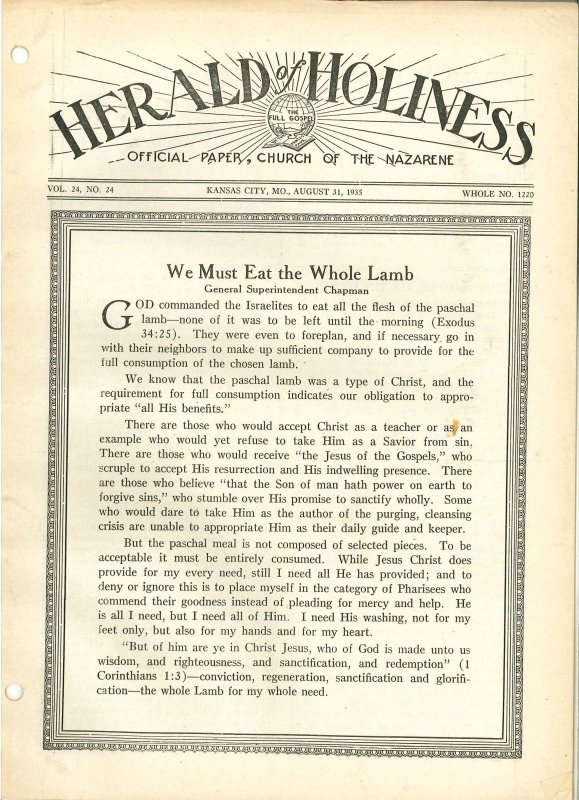 HERALD of HOLINESS
THE
FULL GOSPEL
OFFICIAL PAPER, CHURCH OF THE NAZARENE
VOL. 24, NO. 24 KANSAS CITY, MO., AUGUST 31, 1935 WHOLE NO. 1220
We Must Eat the Whole Lamb
General Superintendent Chapman
GOD commanded the Israelites to eat all the flesh of the paschal
lamb—none of it was to be left until the morning (Exodus
34:25). They were even to foreplan, and if necessary go in
with their neighbors to make up sufficient company to provide for the
full consumption of the chosen lamb.
We know that the paschal lamb was a type of Christ, and the
requirement for full consumption indicates our obligation to appro-
priate "all His benefits."
There are those who would accept Christ as a teacher or as an
example who would yet refuse to take Him as a Savior from sin.
There are those who would receive "the Jesus of the Gospels," who
scruple to accept His resurrection and His indwelling presence. There
are those who believe "that the Son of man hath power on earth to
forgive sins," who stumble over His promise to sanctify wholly. Some
who would dare to take Him as the author of the purging, cleansing
crisis are unable to appropriate Him as their daily guide and keeper.
But the paschal meal is not composed of selected pieces. To be
acceptable it must be entirely consumed. While Jesus Christ does
provide for my every need, still I need all He has provided; and to
deny or ignore this is to place myself in the category of Pharisees who
commend their goodness instead of pleading for mercy and help. He
is all I need, but I need all of Him. I need His washing, not for my
feet only, but also for my hands and for my heart.
"But of him are ye in Christ Jesus, who of God is made unto us
wisdom, and righteousness, and sanctification, and redemption" (1
Corinthians 1:3)—conviction, regeneration, sanctification and glorifi-
cation—the whole Lamb for my whole need.